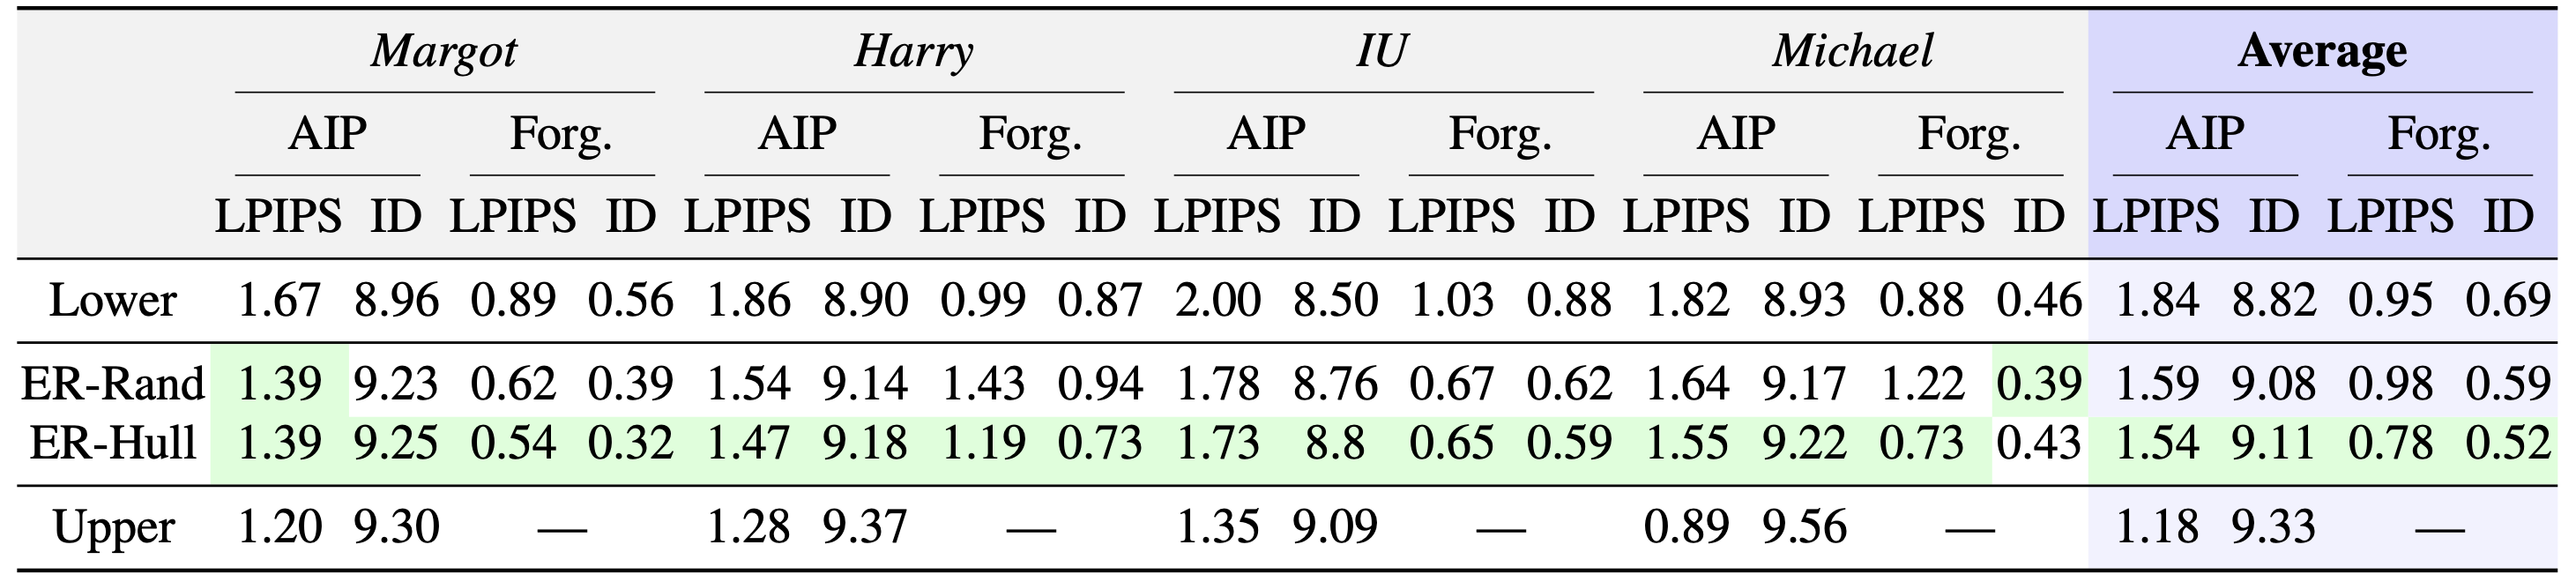 Margot Harry IU Michael Average
AIP Forg. AIP Forg. AIP Forg. AIP Forg. AIP Forg.
LPIPS ID LPIPS ID LPIPS ID LPIPS ID LPIPS ID LPIPS ID LPIPS ID LPIPS ID LPIPS ID LPIPS ID
Lower 1.67 8.96 0.89 0.56 1.86 8.90 0.99 0.87 2.00 8.50 1.03 0.88 1.82 8.93 0.88 0.46 1.84 8.82 0.95 0.69
ER-Rand 1.39 9.23 0.62 0.39 1.54 9.14 1.43 0.94 1.78 8.76 0.67 0.62 1.64 9.17 1.22 0.39 1.59 9.08 0.98 0.59
ER-Hull 1.39 9.25 0.54 0.32 1.47 9.18 1.19 0.73 1.73 8.8 0.65 0.59 1.55 9.22 0.73 0.43 1.54 9.11 0.78 0.52
Upper 1.20 9.30 — 1.28 9.37 — 1.35 9.09 — 0.89 9.56 — 1.18 9.33 —